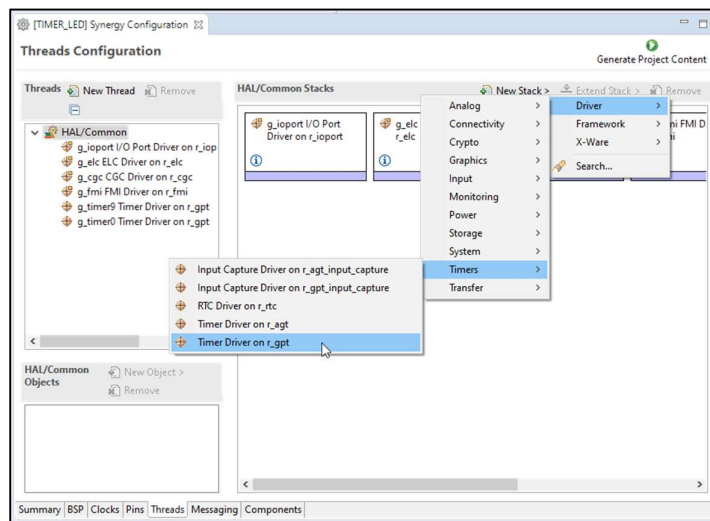 [TIMER_LED] Synergy Configuration
Threads Configuration
Generate Project Content
Threads
New Thread
Remove
HAL/Common Stacks
New Stack >
Extend Stack >
Remove
HAL/Common
g_ioport I/O Port Driver on r_iop
g_elc ELC Driver on r_elc
g_cgc CGC Driver on r_cgc
g_fmi FMI Driver on r_fmi
g_timer9 Timer Driver on r_gpt
g_timer0 Timer Driver on r_gpt
g_ioport I/O Port
Driver on r_ioport
g_elc
r_elc
mi FMI D
Analog >
Connectivity >
Crypto >
Graphics >
Input >
Monitoring >
Power >
Storage >
System >
Timers >
Transfer >
Driver >
Framework >
X-Ware >
Search...
Input Capture Driver on r_agt_input_capture
Input Capture Driver on r_gpt_input_capture
RTC Driver on r_rtc
Timer Driver on r_agt
Timer Driver on r_gpt
HAL/Common
Objects
New Object >
Remove
Summary BSP Clocks Pins Threads Messaging Components